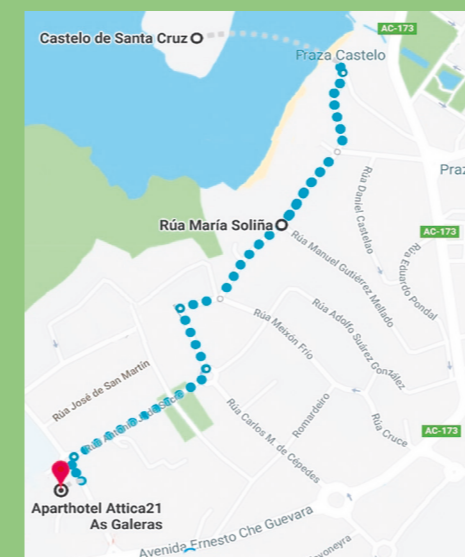 AC-173
Castelo de Santa Cruz
Praza Castelo
Praz
Rúa Daniel Castelao
Rúa María Soliña
AC-173
Rúa Manuel Gutiérrez Mellado
Rúa Eduardo Pondal
Rúa Meixón Frío
Rúa Adolfo Suárez González
Rúa José de San Martín
Rúa Carlos M. de Céspedes
Romardeiro
Rúa Cruce
AC-173
Aparthotel Attica21
As Galeras
Avenida Ernesto Che Guevara